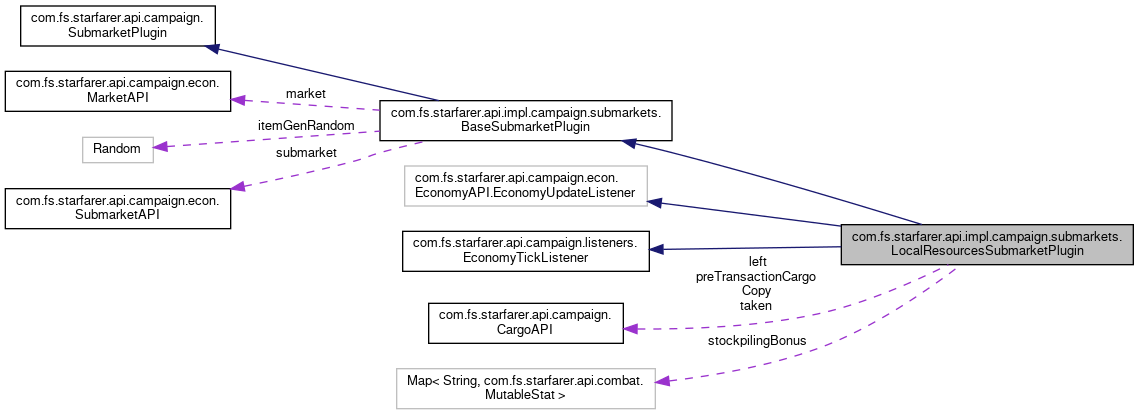 com.fs.starfarer.api.campaign.
SubmarketPlugin
com.fs.starfarer.api.campaign.econ.
MarketAPI
market
com.fs.starfarer.api.impl.campaign.submarkets.
BaseSubmarketPlugin
itemGenRandom
Random
submarket
com.fs.starfarer.api.campaign.econ.
SubmarketAPI
com.fs.starfarer.api.campaign.econ.
EconomyAPI.EconomyUpdateListener
com.fs.starfarer.api.campaign.listeners.
EconomyTickListener
com.fs.starfarer.api.impl.campaign.submarkets.
LocalResourcesSubmarketPlugin
left
preTransactionCargo
Copy
taken
com.fs.starfarer.api.campaign.
CargoAPI
stockpilingBonus
Map< String, com.fs.starfarer.api.combat.
MutableStat >